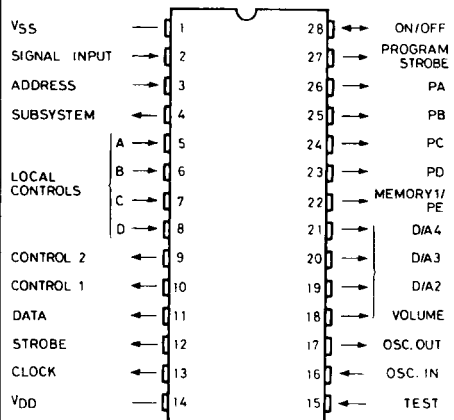 VSS 1 28 ON/OFF
SIGNAL INPUT 2 27 PROGRAM STROBE
ADDRESS 3 26 PA
SUBSYSTEM 4 25 PB
A 5 24 PC
B 6 23 PD
LOCAL CONTROLS
C 7 22 MEMORY1/ PE
D 8 21 D/A4
CONTROL 2 9 20 D/A3
CONTROL 1 10 19 D/A2
DATA 11 18 VOLUME
STROBE 12 17 OSC. OUT
CLOCK 13 16 OSC. IN
VDD 14 15 TEST